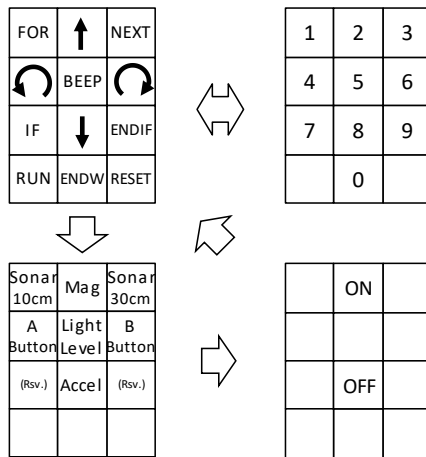 FOR NEXT
BEEP
IF ENDIF
RUN ENDW RESET
1 2 3
4 5 6
7 8 9
0
Sonar 10cm Mag Sonar 30cm
A Button Light Level B Button
(Rsv.) Accel (Rsv.)
ON
OFF